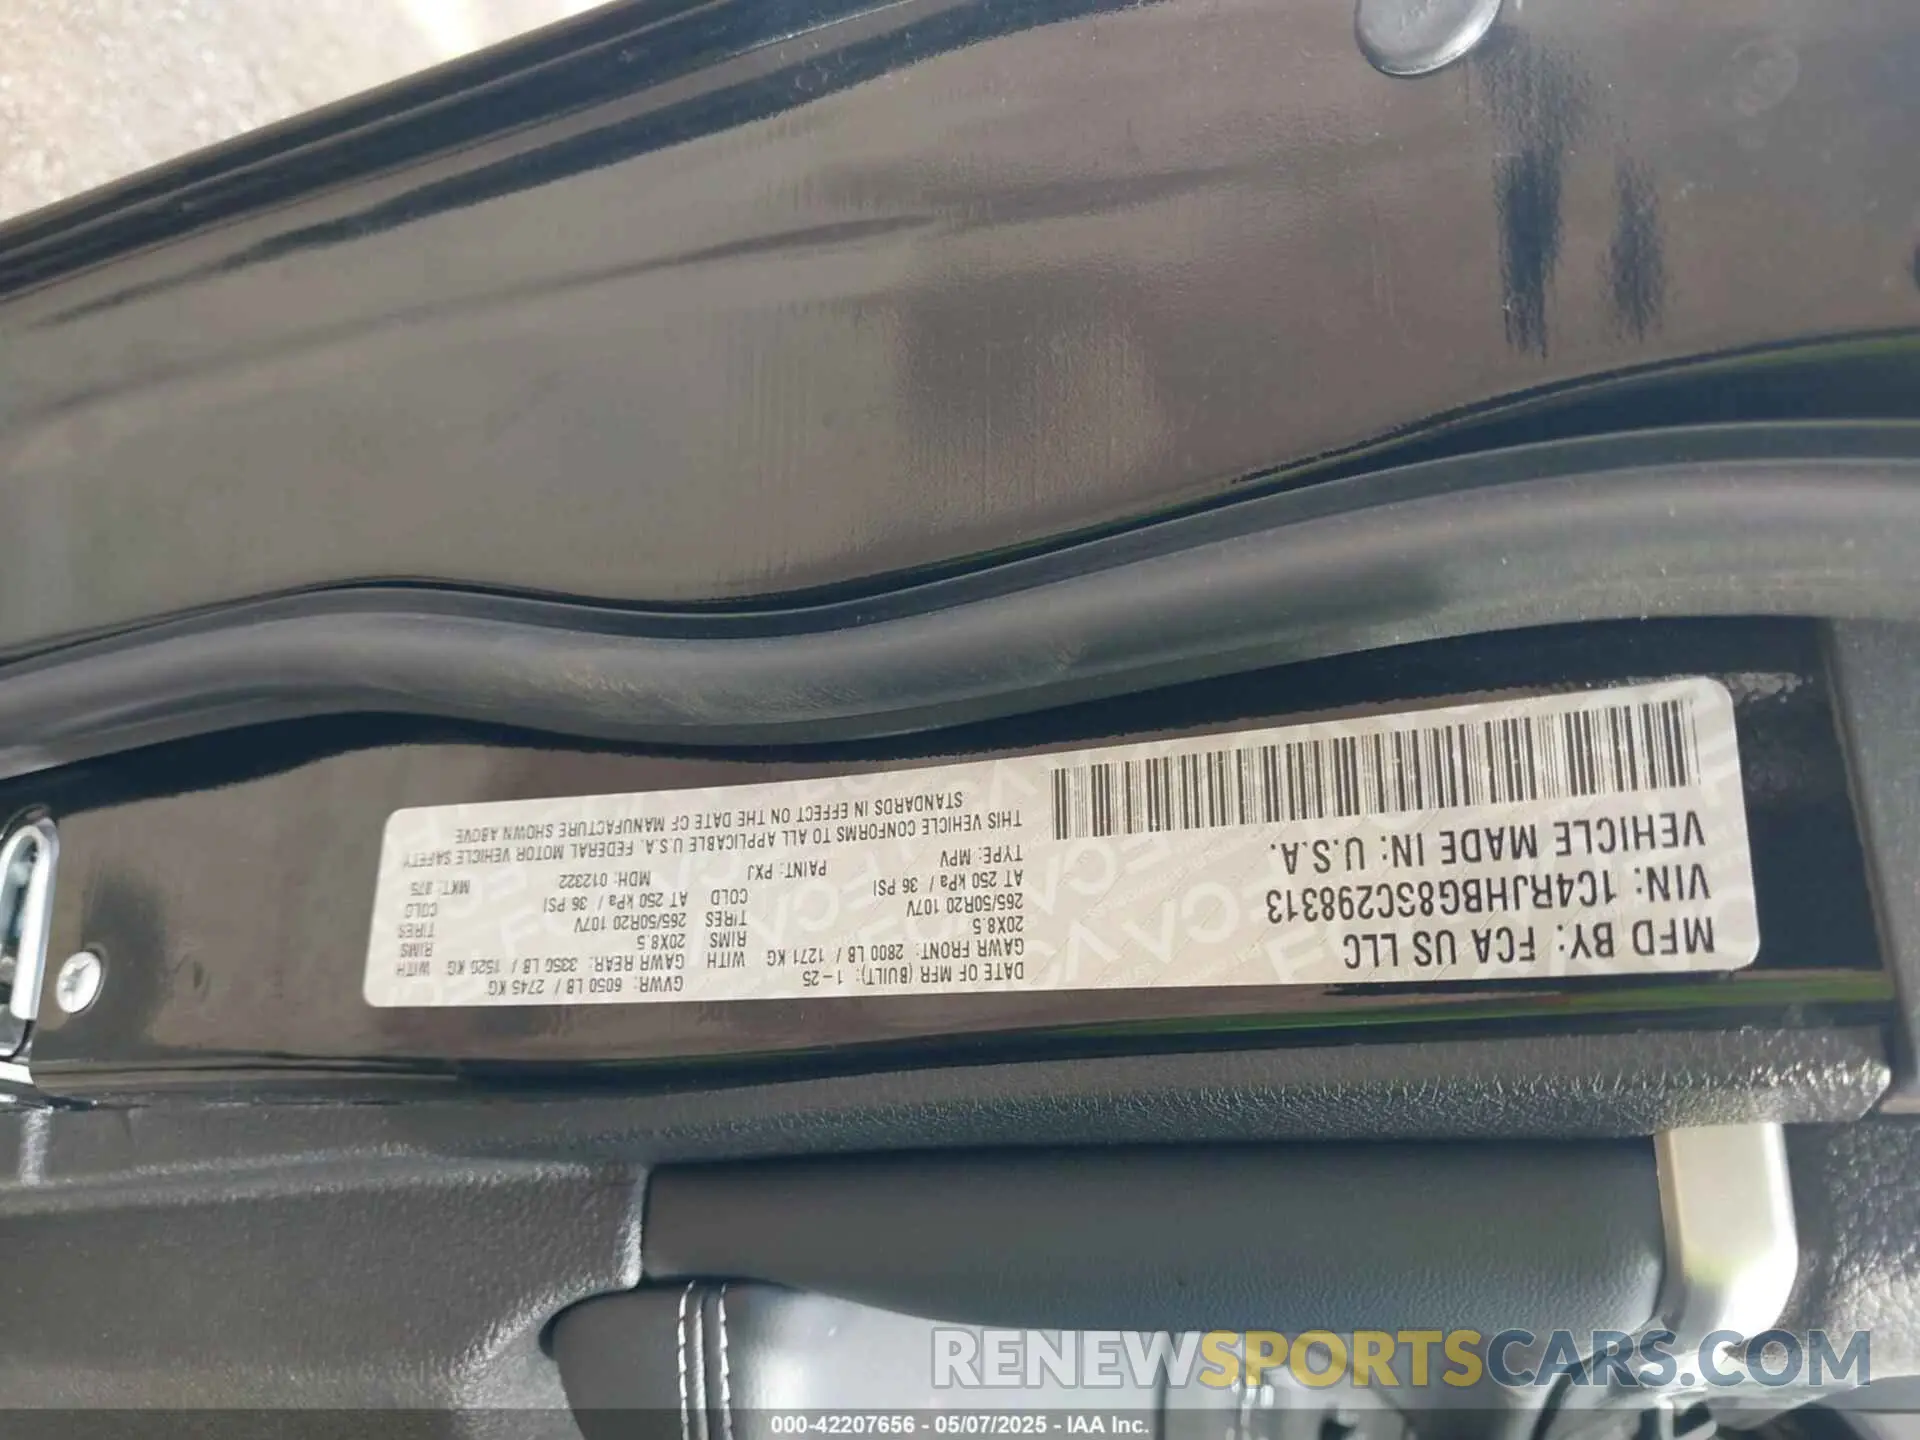 MFD BY: FCA US LLC
VIN: 1C4RJHBG8SC298313
VEHICLE MADE IN: U.S.A.
DATE OF MFR (BUILT): 1-25
GVWR: 6050 LB / 2745 KG
GAWR FRONT: 2800 LB / 1271 KG WITH
GAWR REAR: 3350 LB / 1520 KG WITH
20X8.5 RIMS
20X8.5 RIMS
265/50R20 107V TIRES
265/50R20 107V TIRES
AT 250 kPa / 36 PSI COLD
AT 250 kPa / 36 PSI COLD
TYPE: MPV PAINT: PXJ MDH: 012322 MKT:
THIS VEHICLE CONFORMS TO ALL APPLICABLE U.S.A. FEDERAL MOTOR VEHICLE SAFETY
STANDARDS IN EFFECT ON THE DATE OF MANUFACTURE SHOWN ABOVE
RENEWSPORTSCARS.COM
000-42207656 - 05/07/2025 - IAA Inc.